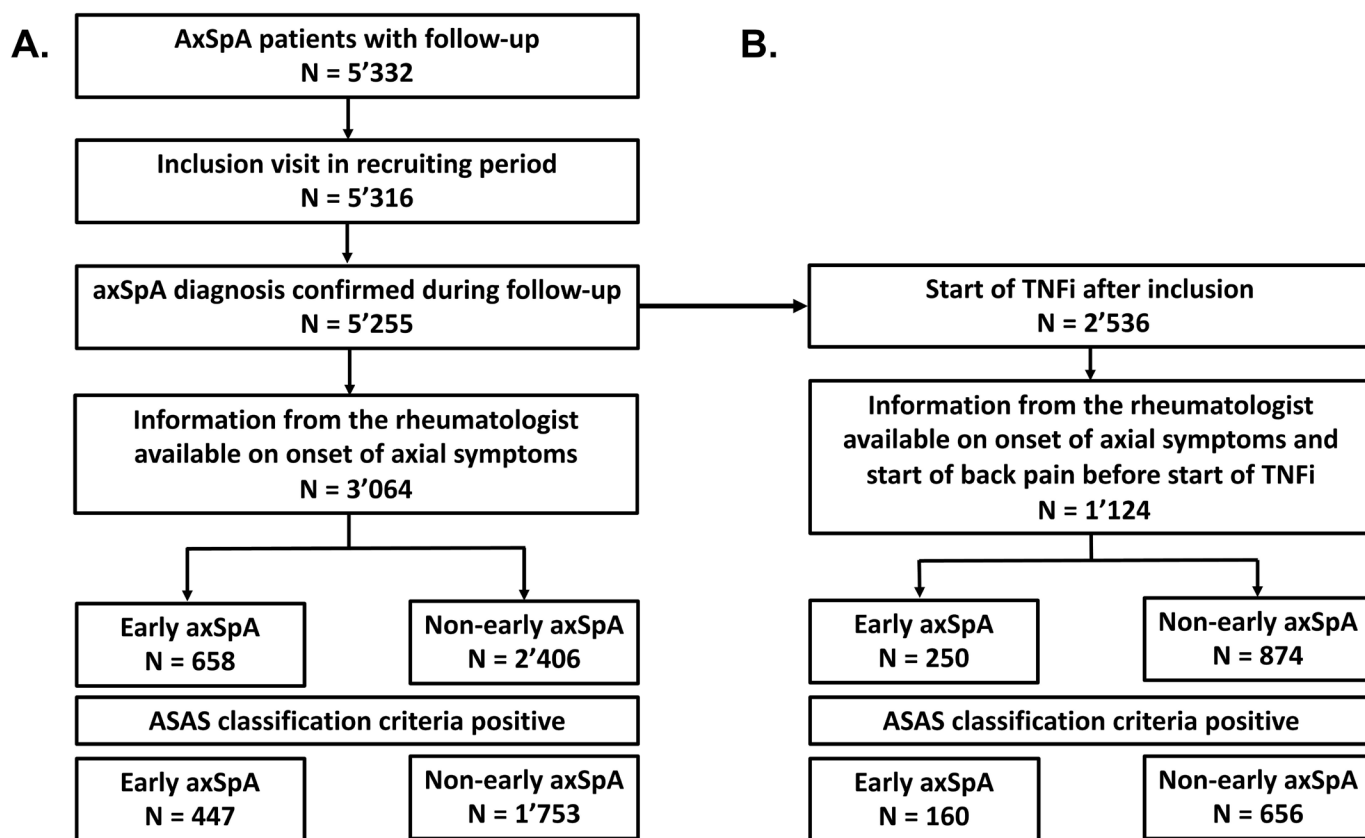 A.
AxSpA patients with follow-up
N = 5’332
Inclusion visit in recruiting period
N = 5’316
axSpA diagnosis confirmed during follow-up
N = 5’255
Information from the rheumatologist
available on onset of axial symptoms
N = 3’064
Early axSpA
N = 658
Non-early axSpA
N = 2’406
ASAS classification criteria positive
Early axSpA
N = 447
Non-early axSpA
N = 1’753
B.
Start of TNFi after inclusion
N = 2’536
Information from the rheumatologist
available on onset of axial symptoms and
start of back pain before start of TNFi
N = 1’124
Early axSpA
N = 250
Non-early axSpA
N = 874
ASAS classification criteria positive
Early axSpA
N = 160
Non-early axSpA
N = 656